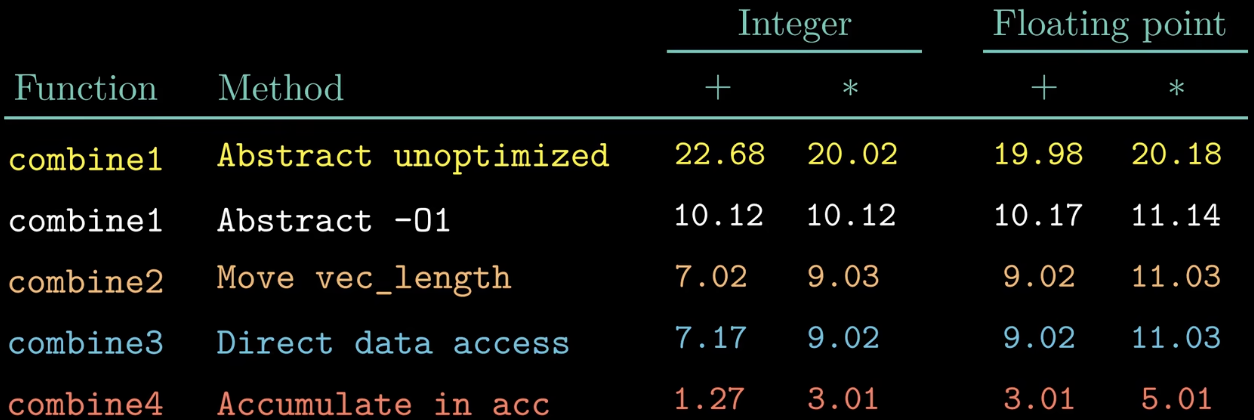 Integer Floating point
Function Method + * + *
combine1 Abstract unoptimized 22.68 20.02 19.98 20.18
combine1 Abstract -O1 10.12 10.12 10.17 11.14
combine2 Move vec_length 7.02 9.03 9.02 11.03
combine3 Direct data access 7.17 9.02 9.02 11.03
combine4 Accumulate in acc 1.27 3.01 3.01 5.01